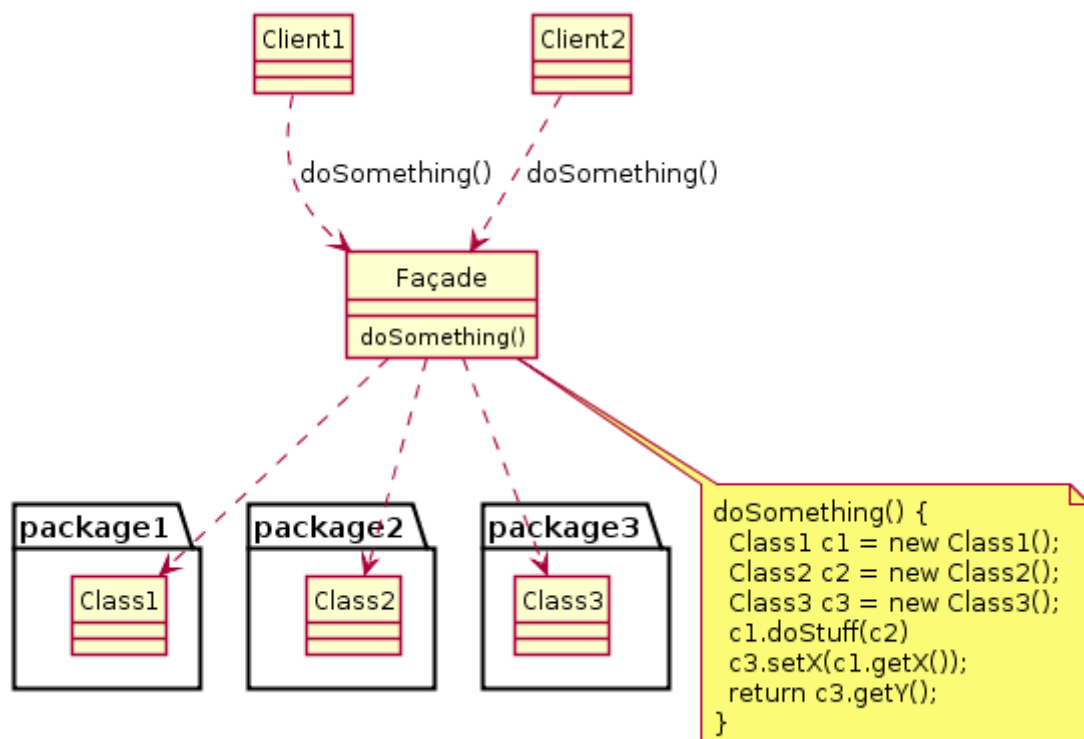 Client1
Client2
doSomething()
doSomething()
Façade
doSomething()
package1
package2
package3
Class1
Class2
Class3
doSomething() {
Class1 c1 = new Class1();
Class2 c2 = new Class2();
Class3 c3 = new Class3();
c1.doStuff(c2)
c3.setX(c1.getX());
return c3.getY();
}